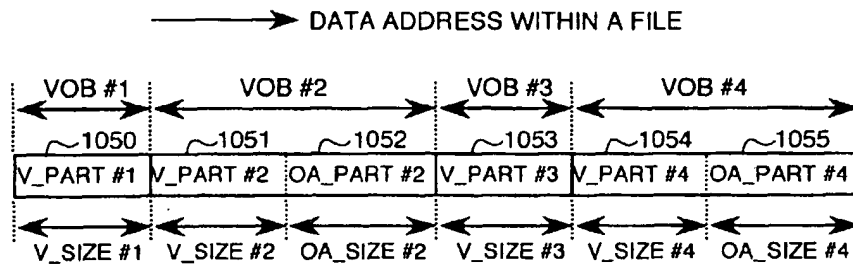 DATA ADDRESS WITHIN A FILE
VOB #1 VOB #2 VOB #3 VOB #4
1050 1051 1052 1053 1054 1055
V_PART #1 V_PART #2 OA_PART #2 V_PART #3 V_PART #4 OA_PART #4
V_SIZE #1 V_SIZE #2 OA_SIZE #2 V_SIZE #3 V_SIZE #4 OA_SIZE #4